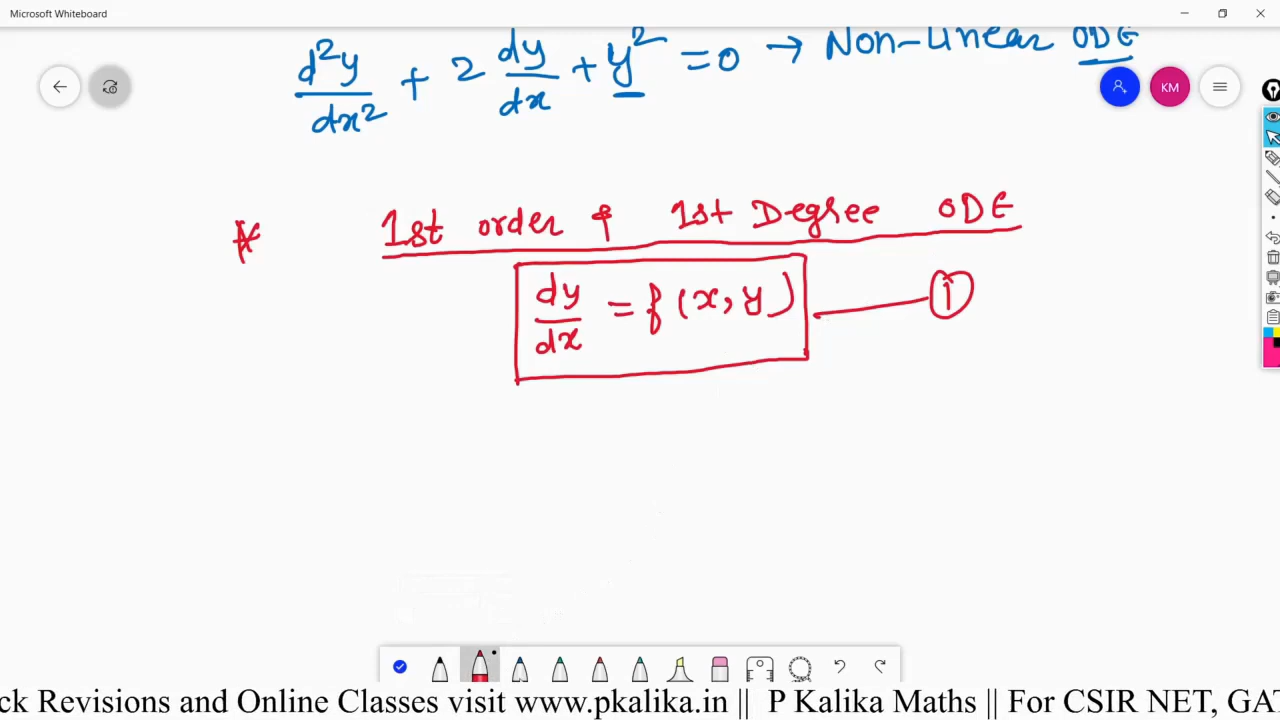 Microsoft Whiteboard
d²y/dx² + 2 dy/dx + y² = 0 → Non-Linear ODE
KM
* 1st order & 1st Degree ODE
dy/dx = f(x, y) ①
ck Revisions and Online Classes visit www.pkalika.in || P Kalika Maths || For CSIR NET, GA